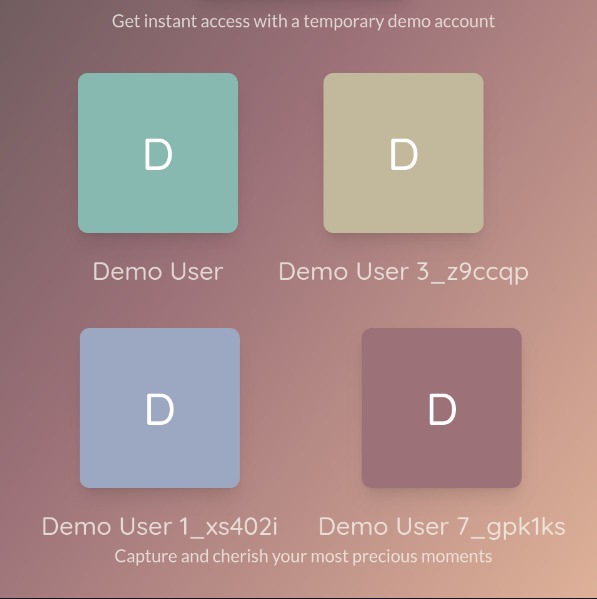 Get instant access with a temporary demo account
D D
Demo User Demo User 3_z9ccqp
D D
Demo User 1_xs402i Demo User 7_gpk1ks
Capture and cherish your most precious moments